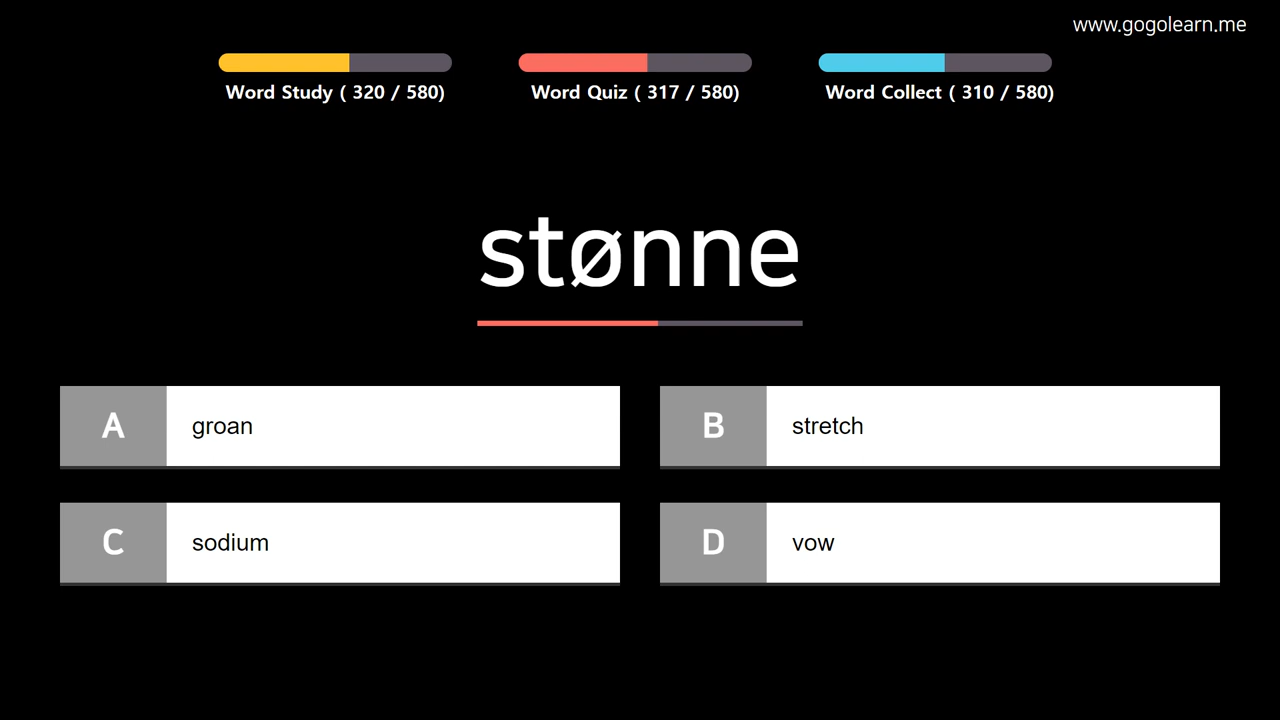 www.gogolearn.me
Word Study ( 320 / 580)
Word Quiz ( 317 / 580)
Word Collect ( 310 / 580)
stønne
A groan
B stretch
C sodium
D vow